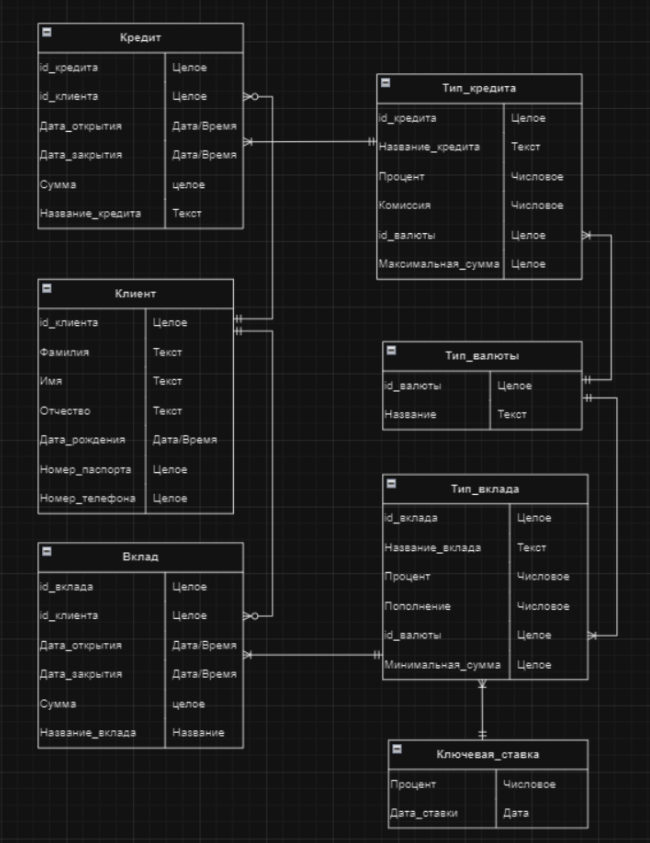 Кредит
id_кредита Целое
id_клиента Целое
Дата_открытия Дата/Время
Дата_закрытия Дата/Время
Сумма целое
Название_кредита Текст
Тип_кредита
id_кредита Целое
Название_кредита Текст
Процент Числовое
Комиссия Числовое
id_валюты Целое
Максимальная_сумма Целое
Клиент
id_клиента Целое
Фамилия Текст
Имя Текст
Отчество Текст
Дата_рождения Дата/Время
Номер_паспорта Целое
Номер_телефона Целое
Тип_валюты
id_валюты Целое
Название Текст
Вклад
id_вклада Целое
id_клиента Целое
Дата_открытия Дата/Время
Дата_закрытия Дата/Время
Сумма целое
Название_вклада Название
Тип_вклада
id_вклада Целое
Название_вклада Текст
Процент Числовое
Пополнение Числовое
id_валюты Целое
Минимальная_сумма Целое
Ключевая_ставка
Процент Числовое
Дата_ставки Дата